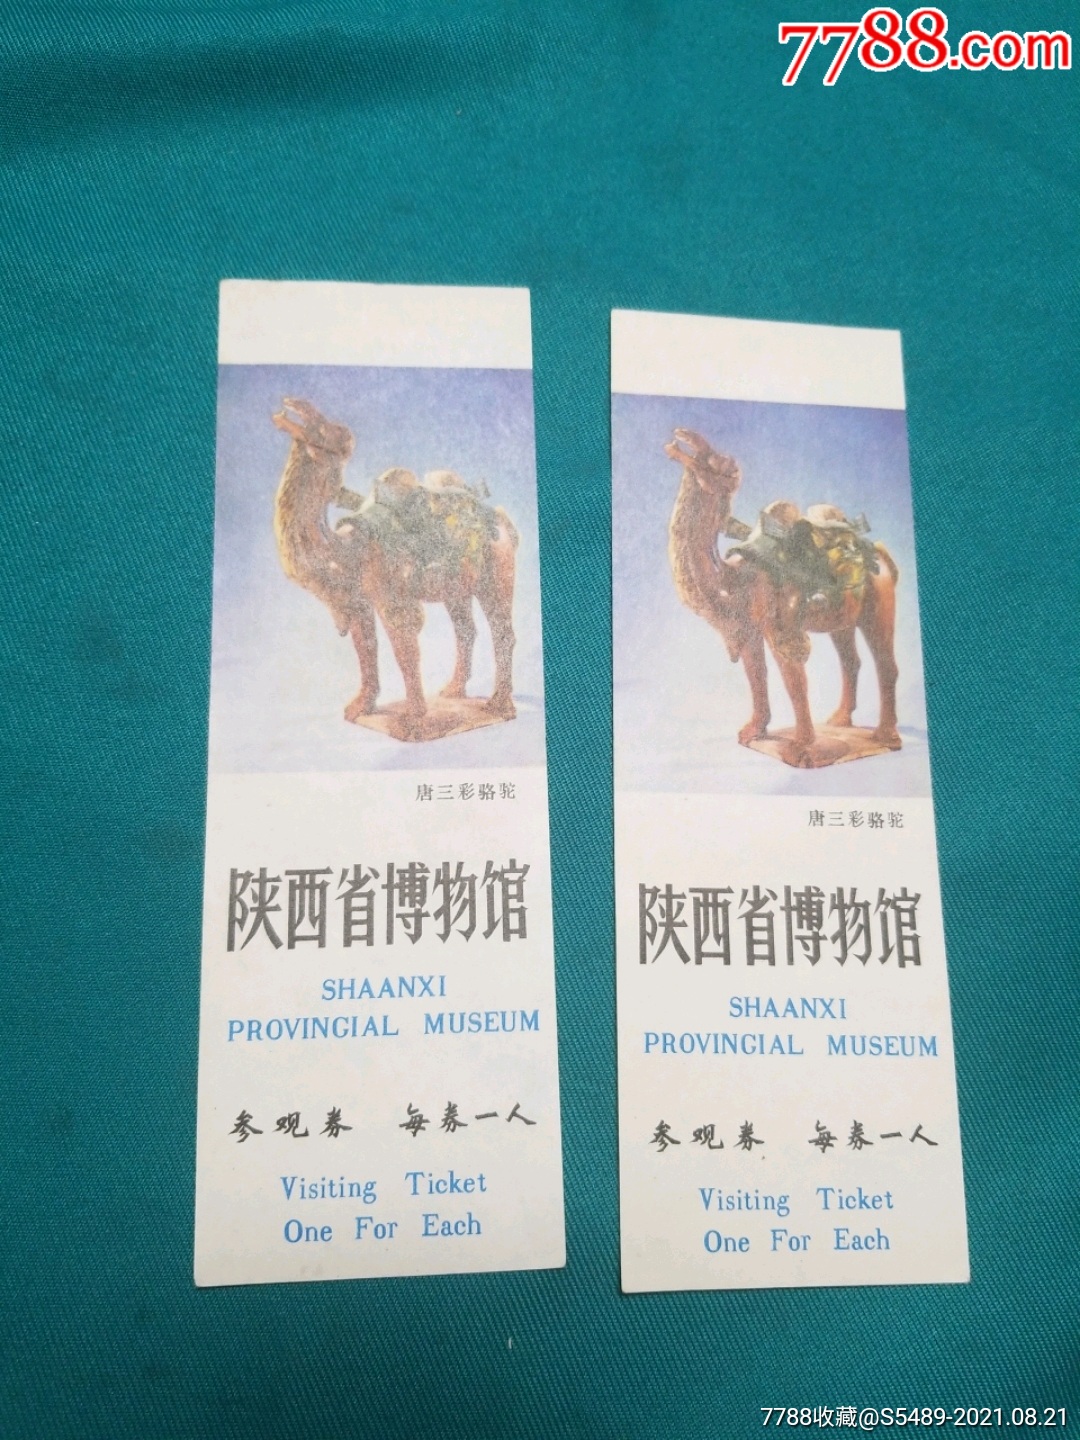 7788.com
唐三彩骆驼
陕西省博物馆
SHAANXI
PROVINCIAL MUSEUM
参观券 每券一人
Visiting Ticket
One For Each
唐三彩骆驼
陕西省博物馆
SHAANXI
PROVINCIAL MUSEUM
参观券 每券一人
Visiting Ticket
One For Each
7788收藏@S5489-2021.08.21